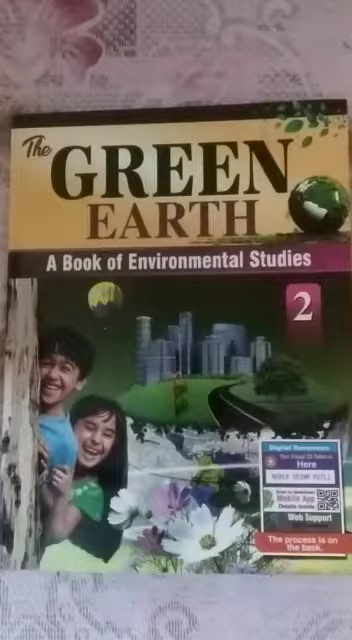 The
GREEN
EARTH
A Book of Environmental Studies
2
Digital Resources
Here
Mobile App
Web Support
The process is on
the back.